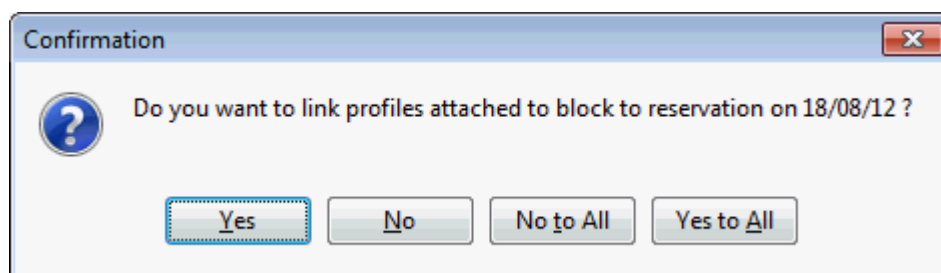 Confirmation
Do you want to link profiles attached to block to reservation on 18/08/12 ?
Yes
No
No to All
Yes to All